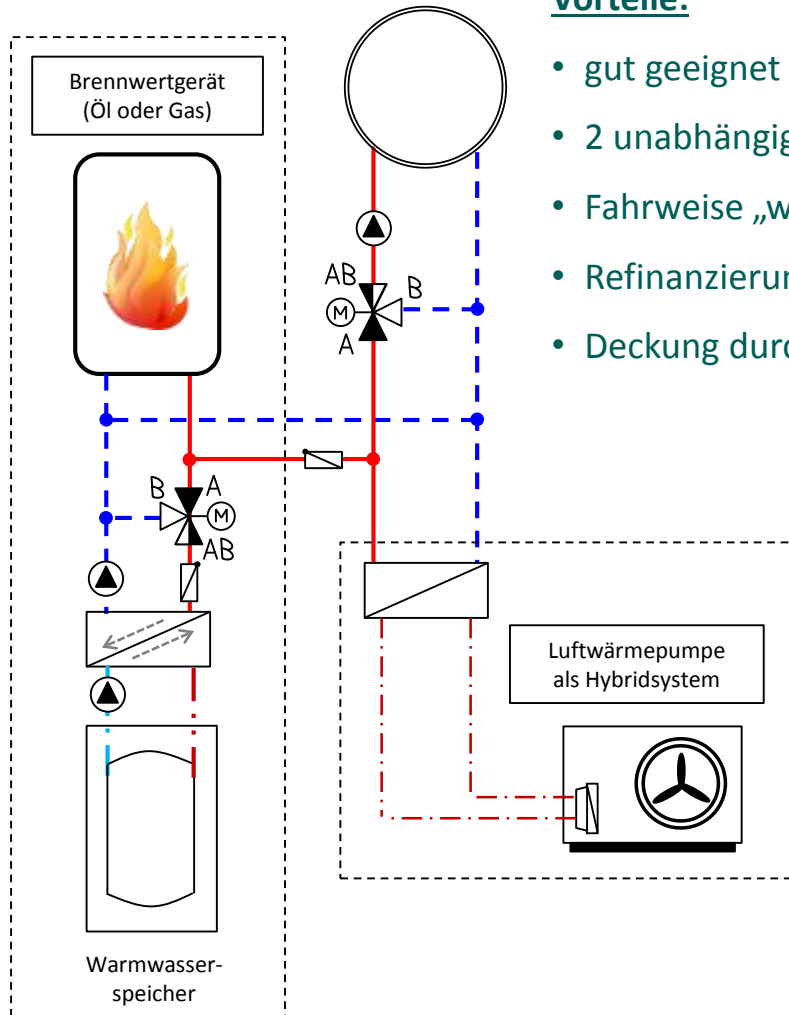 Vorteile:
• gut geeignet
• 2 unabhängig
• Fahrweise „w
• Refinanzierun
• Deckung durc
Brennwertgerät
(Öl oder Gas)
AB
B
M
A
B
A
M
AB
Luftwärmepumpe
als Hybridsystem
Warmwasser-
speicher